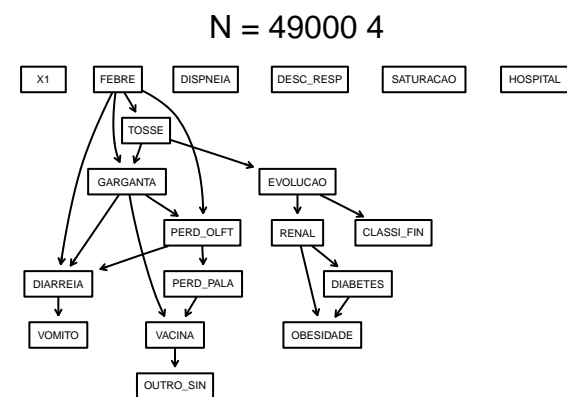 N = 49000 4
X1 FEBRE DISPNEIA DESC_RESP SATURACAO HOSPITAL
TOSSE
GARGANTA EVOLUCAO
PERD_OLFT RENAL CLASSI_FIN
DIARREIA PERD_PALA DIABETES
VOMITO VACINA OBESIDADE
OUTRO_SIN